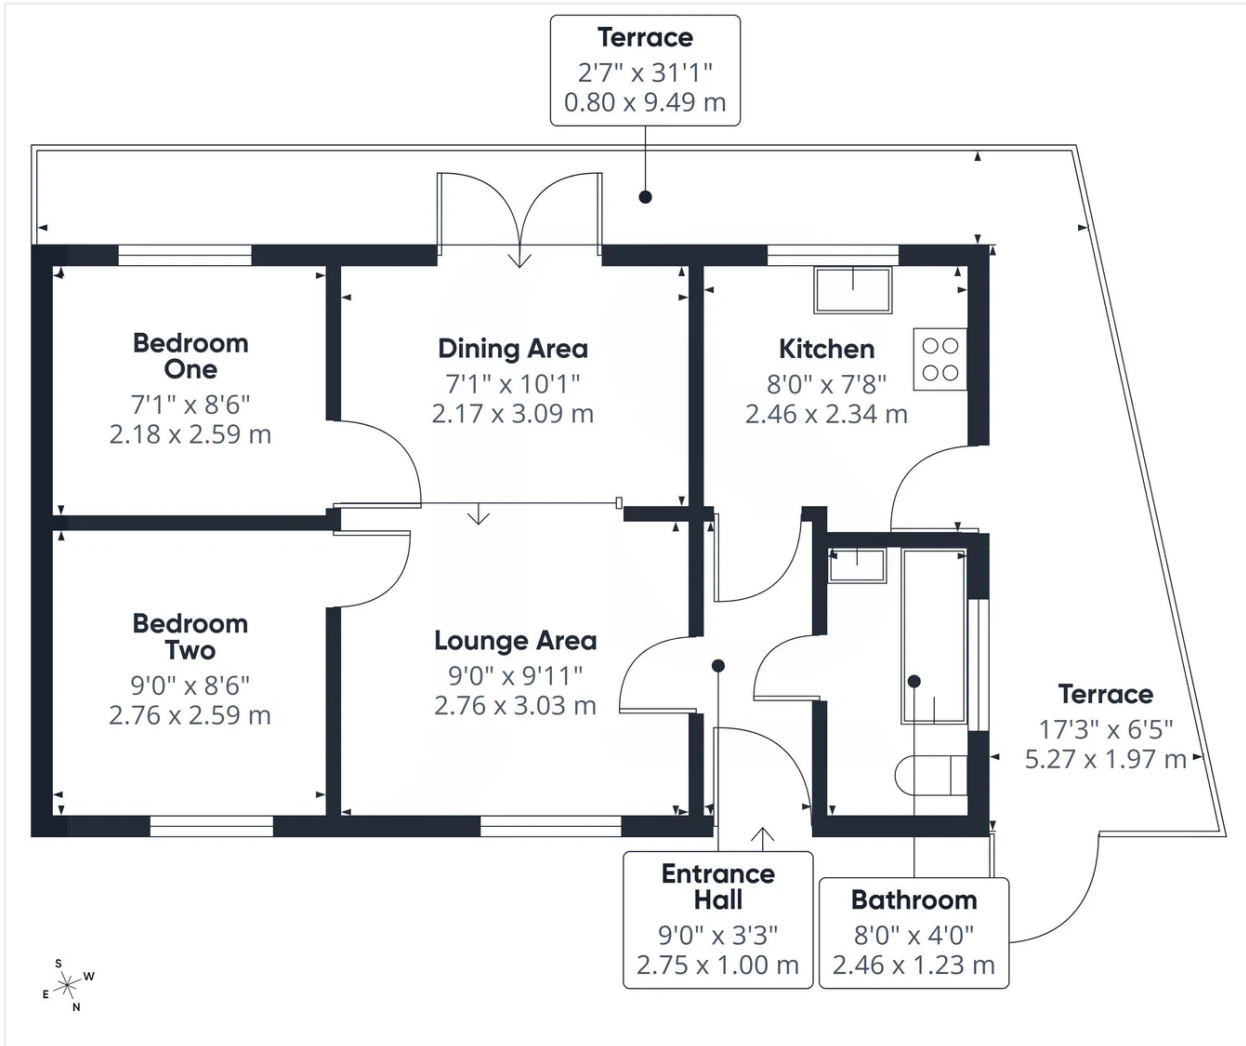 Terrace
2'7" x 31'1"
0.80 x 9.49 m
Bedroom
One
7'1" x 8'6"
2.18 x 2.59 m
Dining Area
7'1" x 10'1"
2.17 x 3.09 m
Kitchen
8'0" x 7'8"
2.46 x 2.34 m
Bedroom
Two
9'0" x 8'6"
2.76 x 2.59 m
Lounge Area
9'0" x 9'11"
2.76 x 3.03 m
Terrace
17'3" x 6'5"
5.27 x 1.97 m
Entrance
Hall
9'0" x 3'3"
2.75 x 1.00 m
Bathroom
8'0" x 4'0"
2.46 x 1.23 m
S
W
E
N